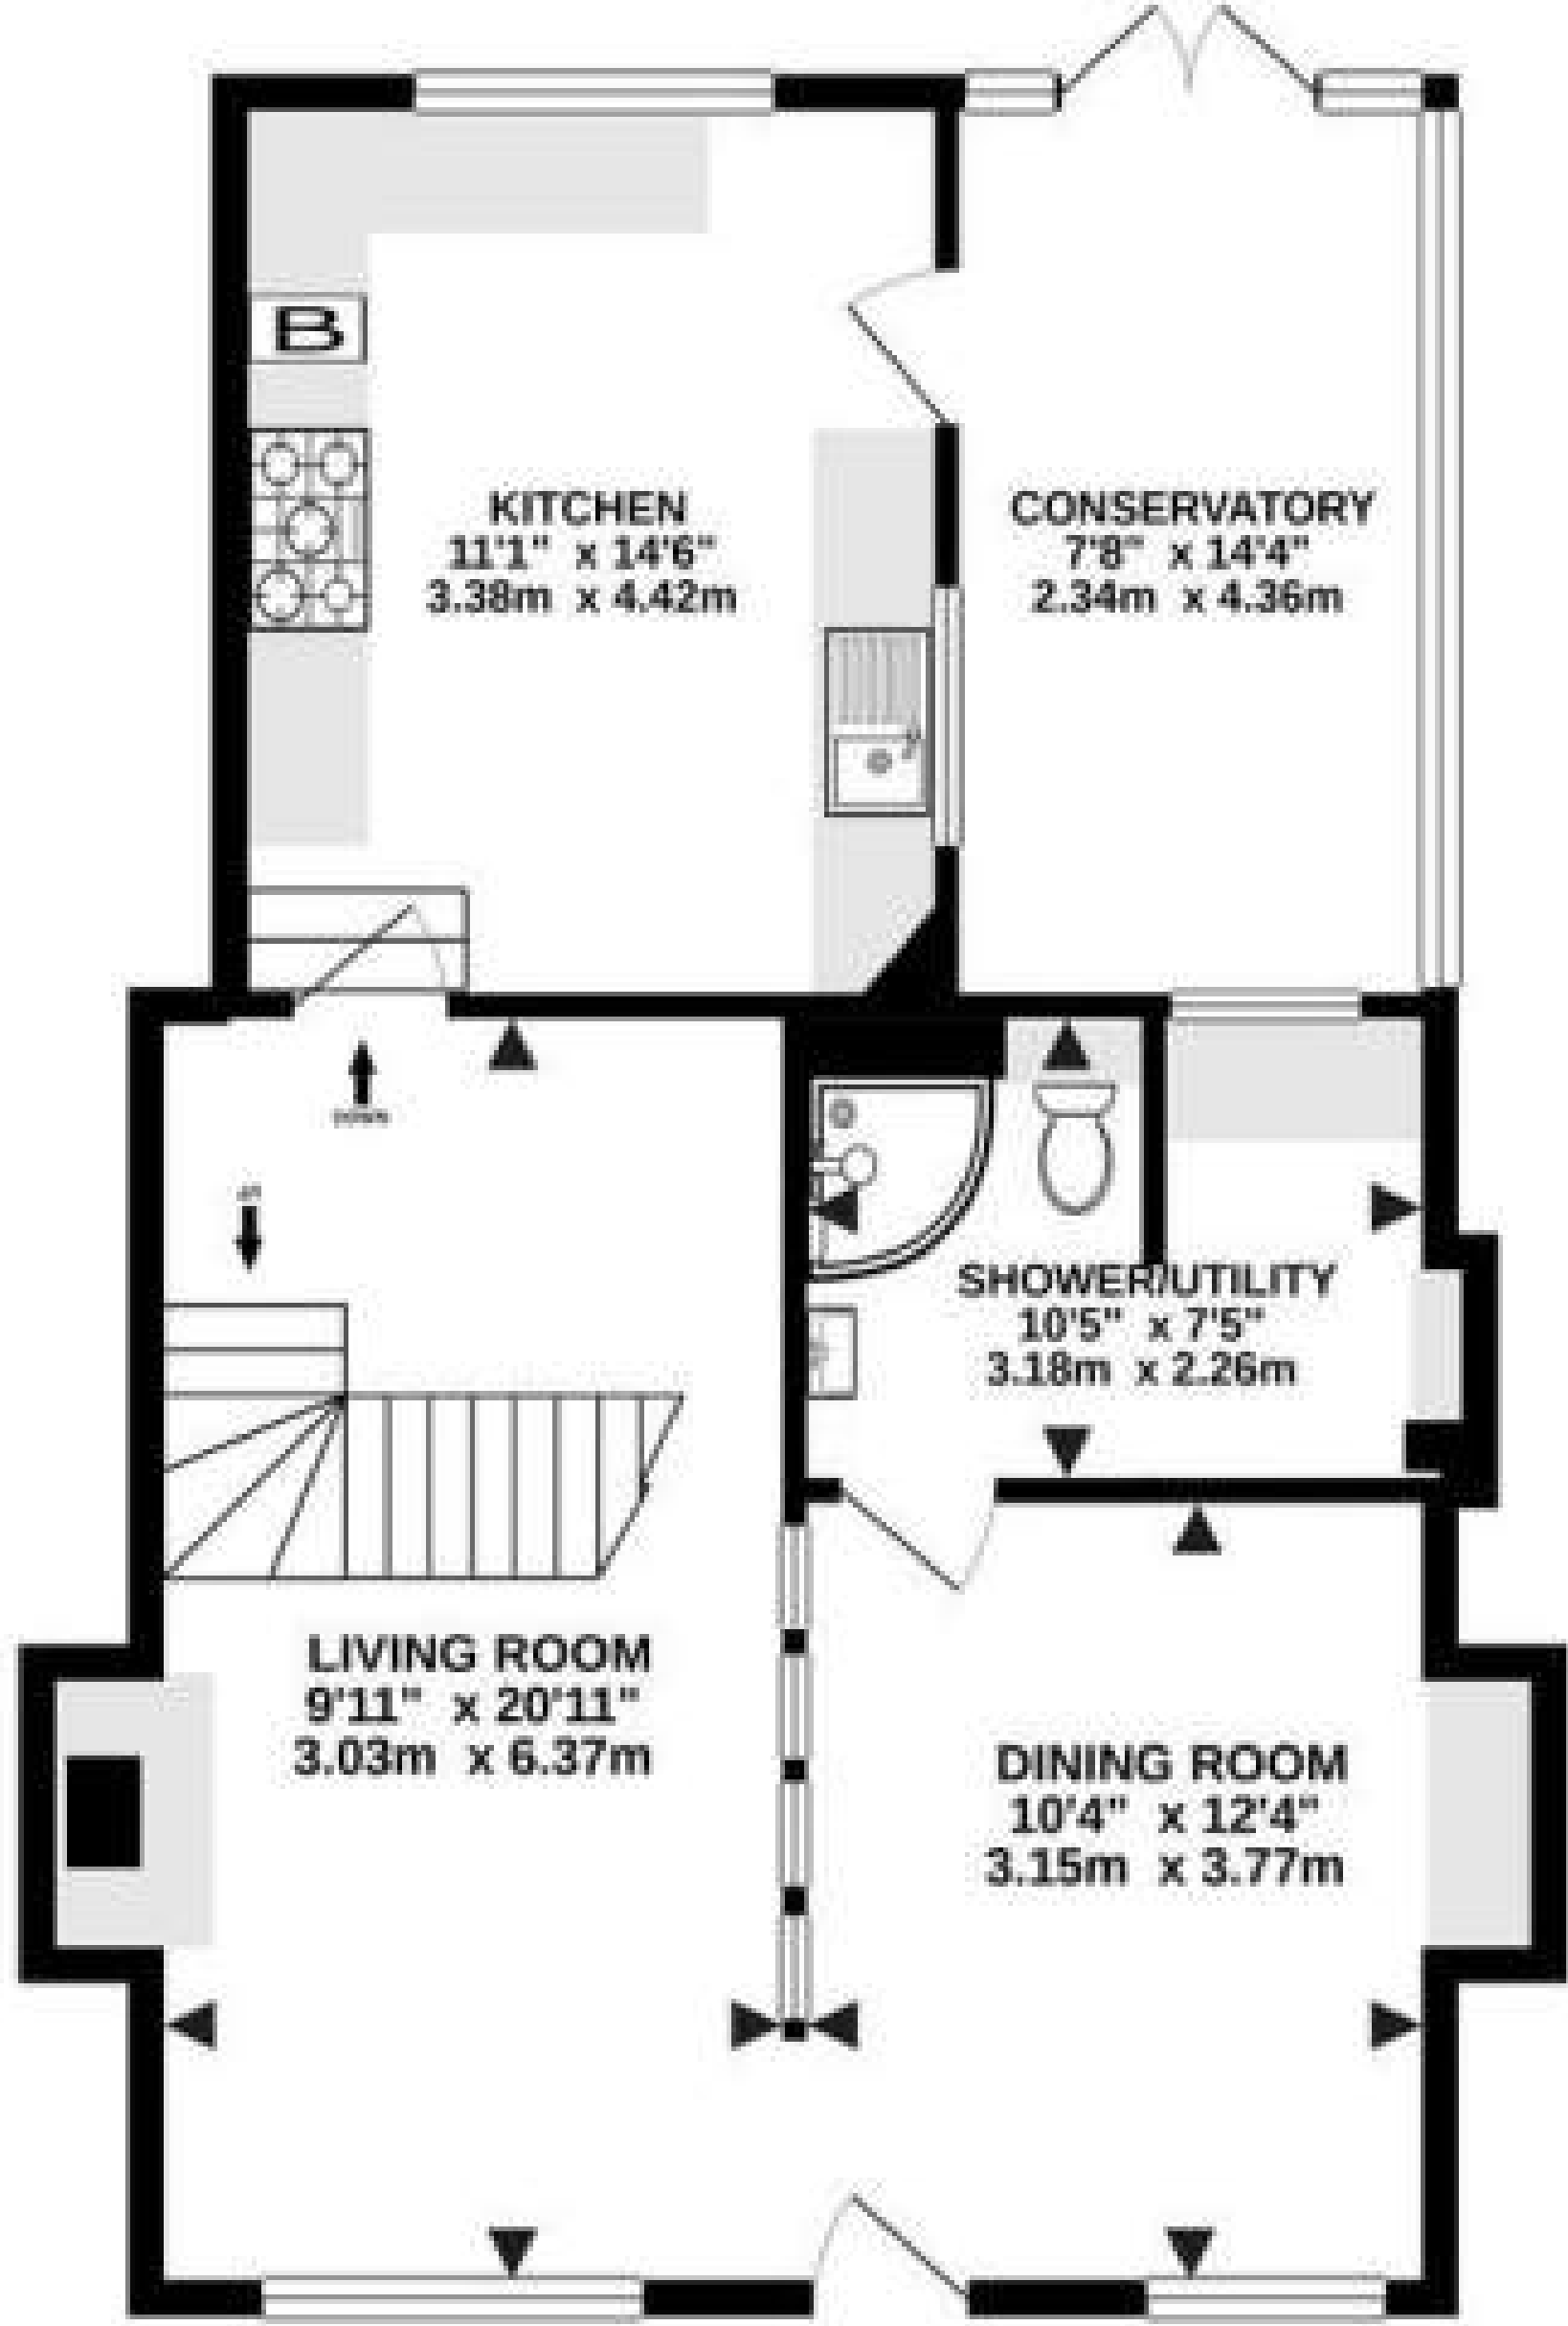 B
KITCHEN
11'1" x 14'6"
3.38m x 4.42m
CONSERVATORY
7'8" x 14'4"
2.34m x 4.36m
DOWN
UP
SHOWER/UTILITY
10'5" x 7'5"
3.18m x 2.26m
LIVING ROOM
9'11" x 20'11"
3.03m x 6.37m
DINING ROOM
10'4" x 12'4"
3.15m x 3.77m